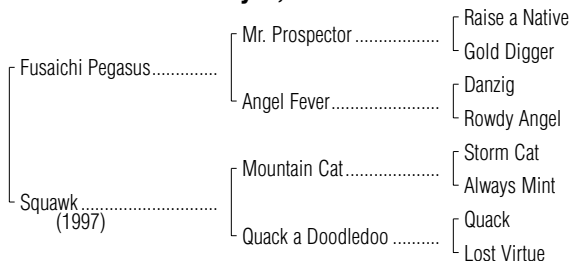 Raise a Native
Mr. Prospector ..................
Gold Digger
Fusaichi Pegasus..............
Danzig
Angel Fever.......................
Rowdy Angel
Storm Cat
Mountain Cat....................
Always Mint
Squawk.............................
(1997)
Quack
Quack a Doodledoo ..........
Lost Virtue